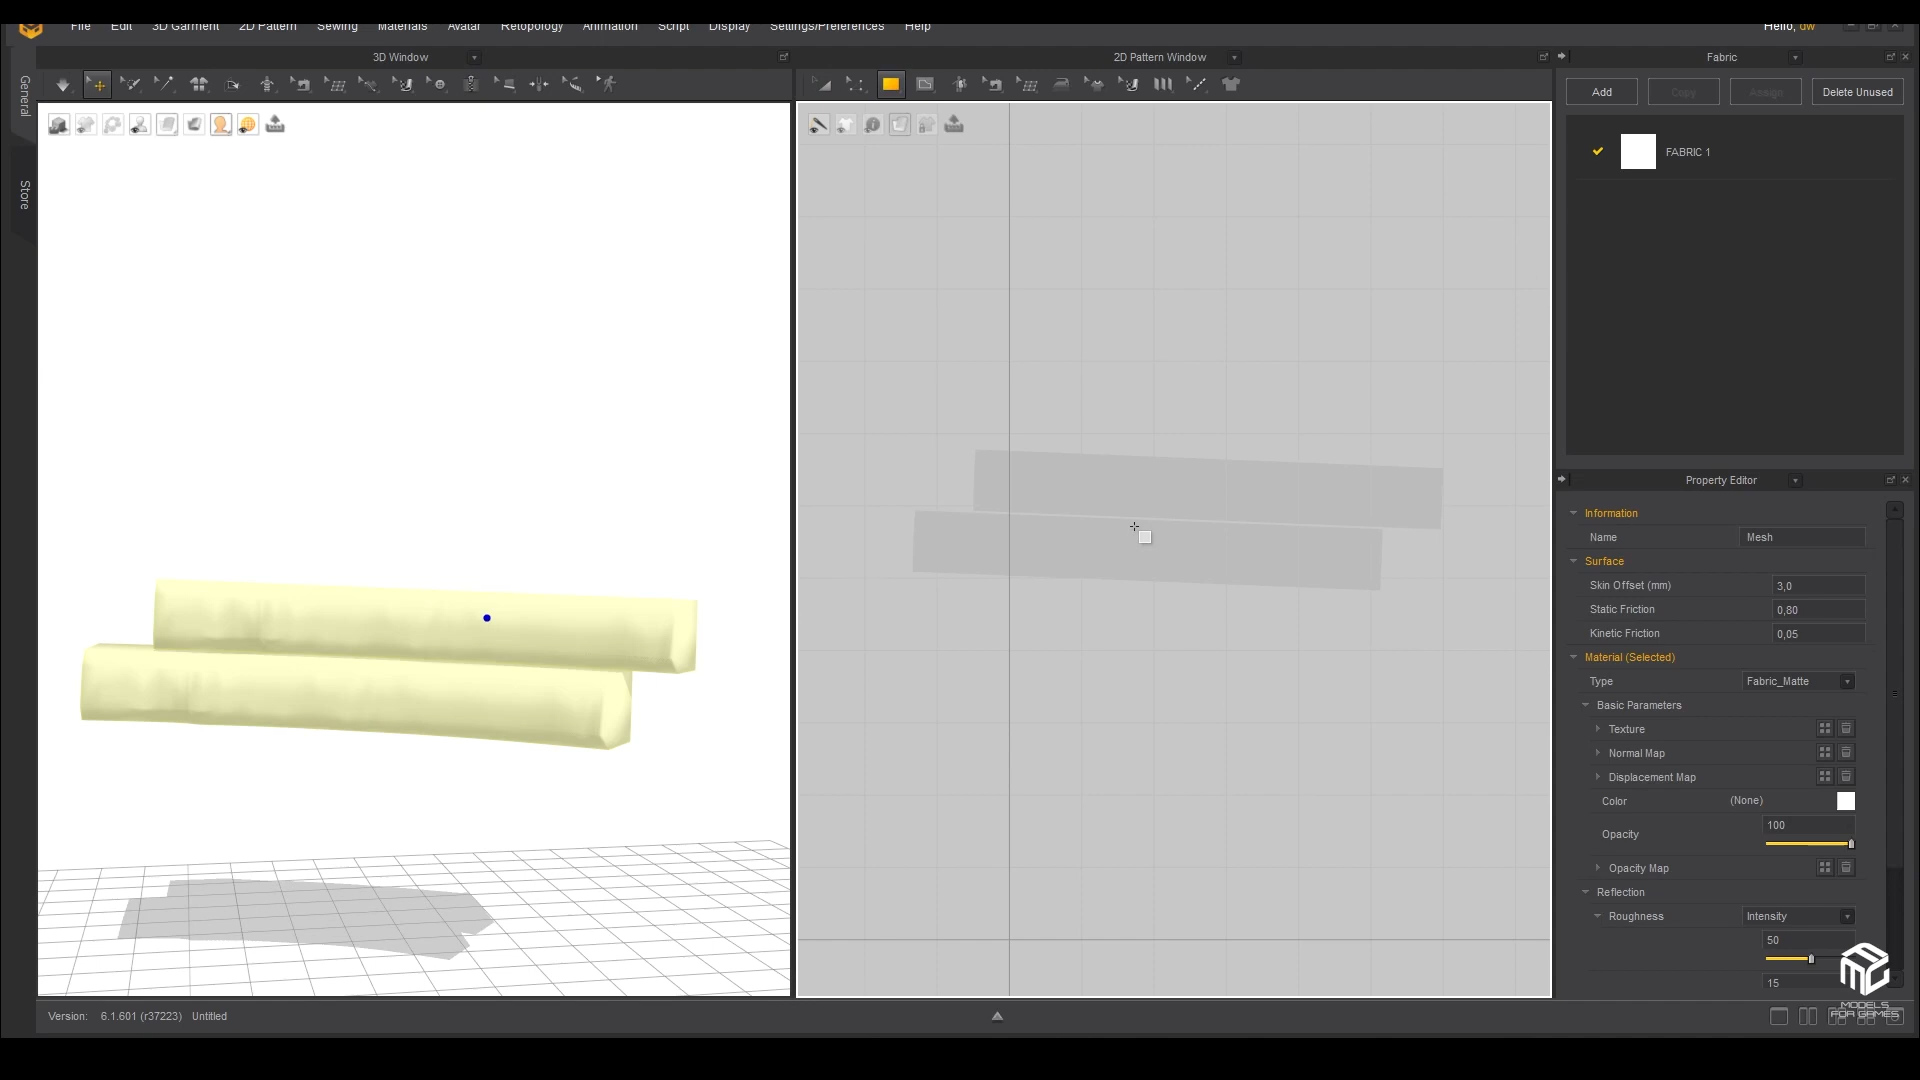 File Edit 3D Garment 2D Pattern Sewing Materials Avatar Retopology Animation Script Display Settings/Preferences Help Hello, dw
3D Window 2D Pattern Window Fabric
General
Store
Add Copy Assign Delete Unused
FABRIC 1
Property Editor
Information
Name Mesh
Surface
Skin Offset (mm) 3,0
Static Friction 0,80
Kinetic Friction 0,05
Material (Selected)
Type Fabric_Matte
Basic Parameters
Texture
Normal Map
Displacement Map
Color (None)
Opacity 100
Opacity Map
Reflection
Roughness Intensity
50
15
MODELS
FOR GAMES
Version: 6.1.601 (r37223) Untitled